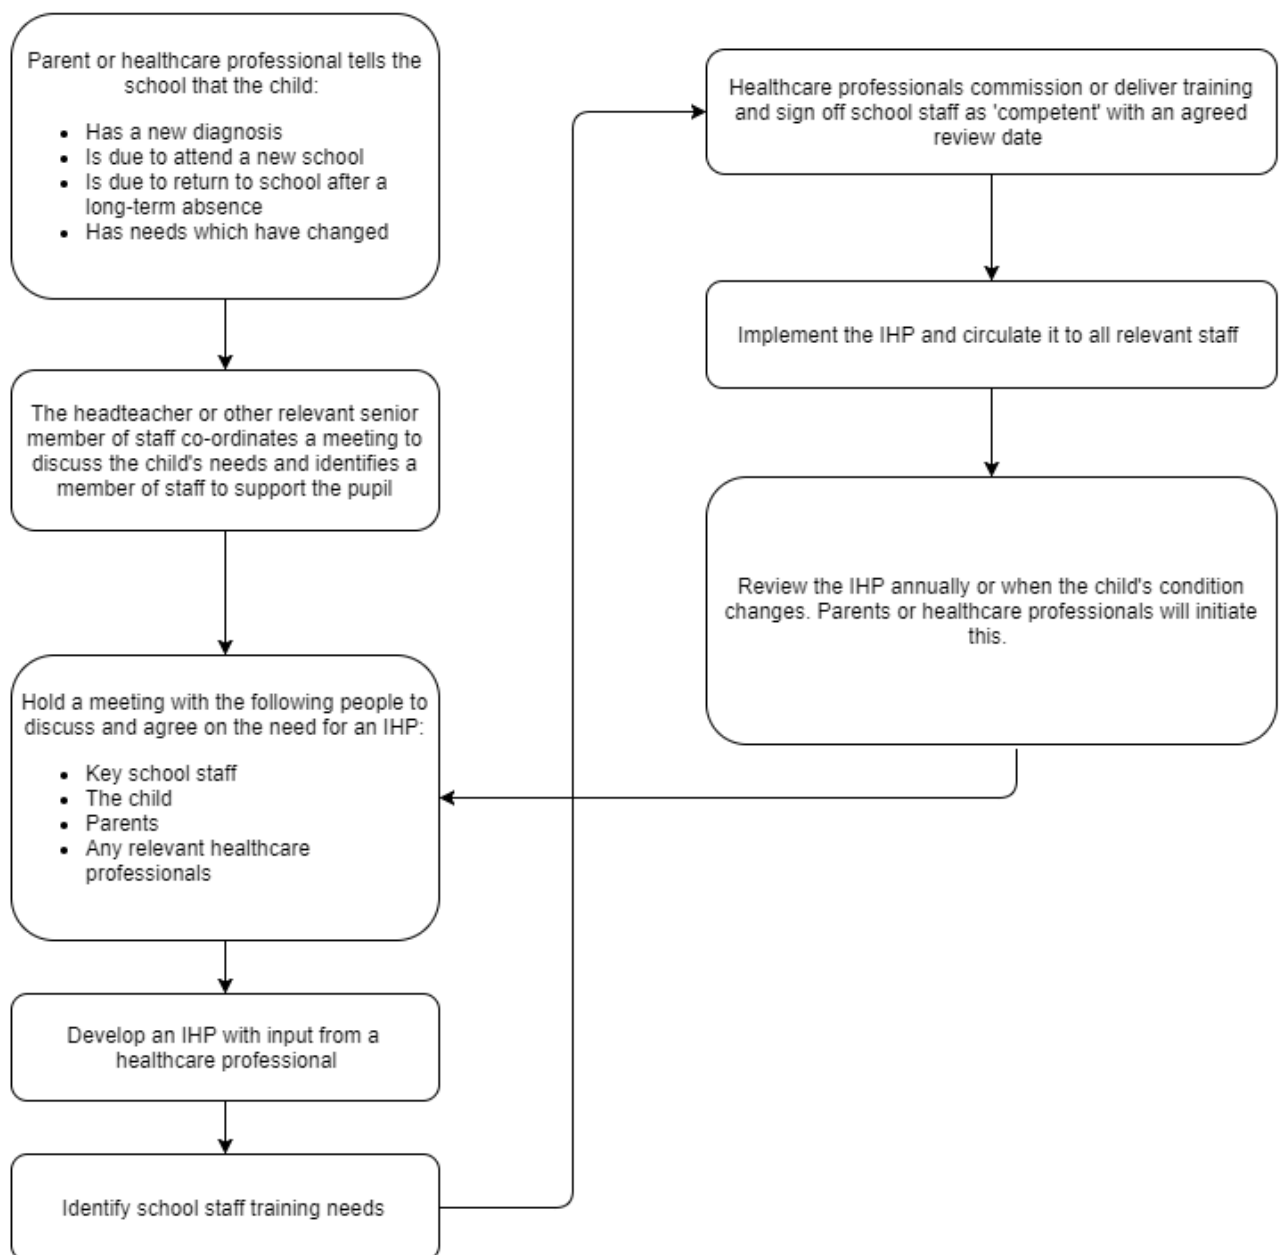 Parent or healthcare professional tells the
school that the child:
• Has a new diagnosis
• Is due to attend a new school
• Is due to return to school after a
long-term absence
• Has needs which have changed
The headteacher or other relevant senior
member of staff co-ordinates a meeting to
discuss the child's needs and identifies a
member of staff to support the pupil
Hold a meeting with the following people to
discuss and agree on the need for an IHP:
• Key school staff
• The child
• Parents
• Any relevant healthcare
professionals
Develop an IHP with input from a
healthcare professional
Identify school staff training needs
Healthcare professionals commission or deliver training
and sign off school staff as 'competent' with an agreed
review date
Implement the IHP and circulate it to all relevant staff
Review the IHP annually or when the child's condition
changes. Parents or healthcare professionals will initiate
this.